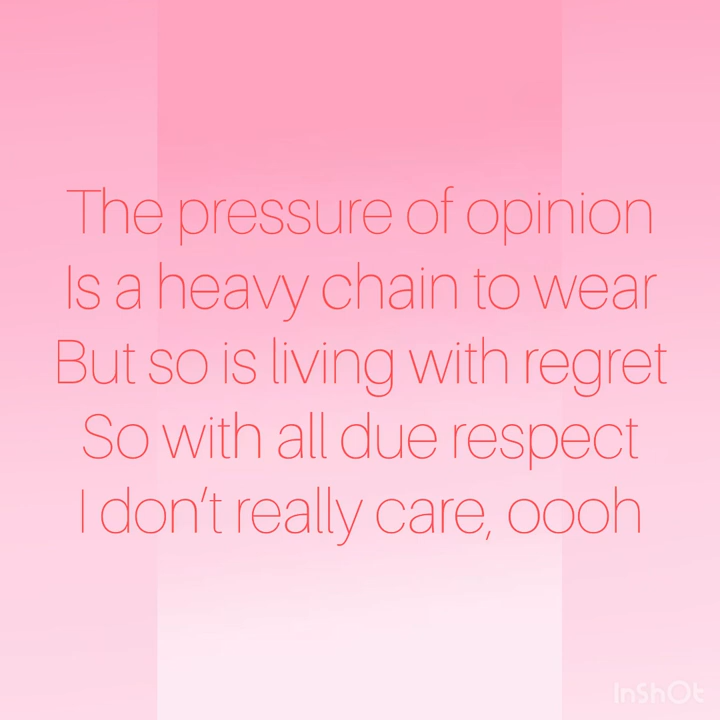 The pressure of opinion
Is a heavy chain to wear
But so is living with regret
So with all due respect
I don’t really care, oooh
InShOt